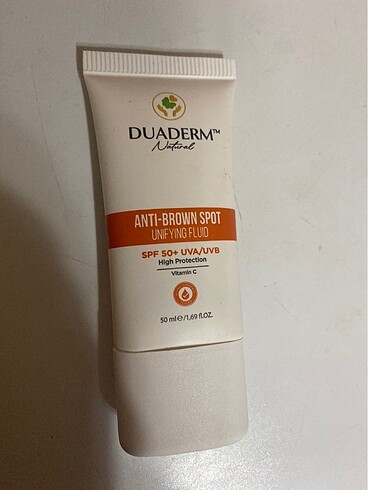 DUADERM™
Natural
ANTI-BROWN SPOT
UNIFYING FLUID
SPF 50+ UVA/UVB
High Protection
Vitamin C
50 ml ℮/1,69 fl.OZ.